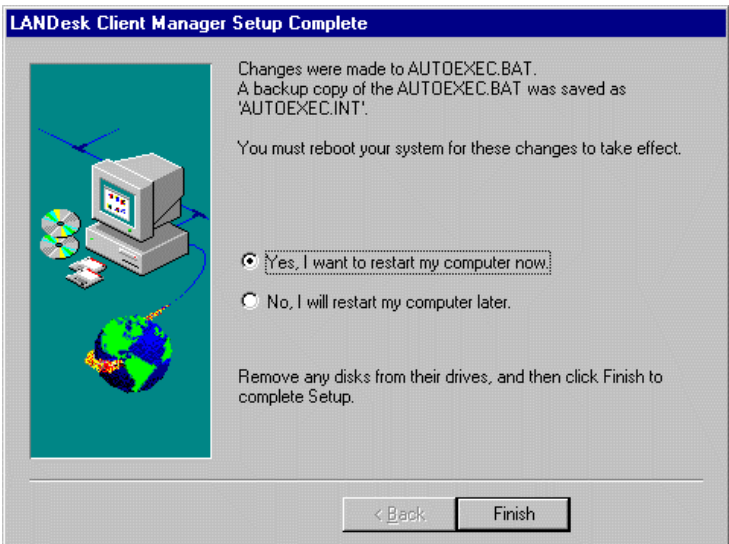 LANDesk Client Manager Setup Complete
Changes were made to AUTOEXEC.BAT.
A backup copy of the AUTOEXEC.BAT was saved as
'AUTOEXEC.INT'.
You must reboot your system for these changes to take effect.
Yes, I want to restart my computer now.
No, I will restart my computer later.
Remove any disks from their drives, and then click Finish to
complete Setup.
< Back
Finish